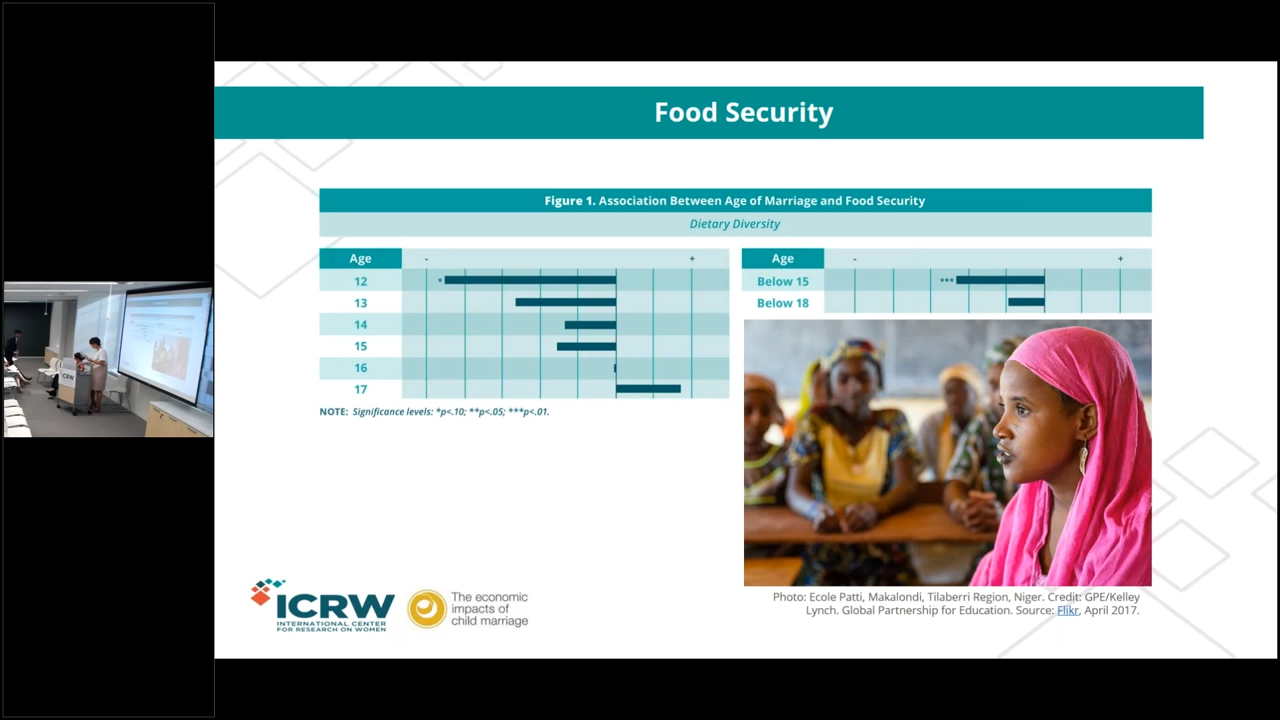 Food Security
Figure 1. Association Between Age of Marriage and Food Security
Dietary Diversity
Age - +
12 *
13
14
15
16
17
NOTE: Significance levels: *p<.10; **p<.05; ***p<.01.
Age - +
Below 15 ***
Below 18
Photo: Ecole Patti, Makalondi, Tilaberri Region, Niger. Credit: GPE/Kelley
Lynch. Global Partnership for Education. Source: Flikr, April 2017.
ICRW
INTERNATIONAL CENTER
FOR RESEARCH ON WOMEN
The economic
impacts of
child marriage
ICRW